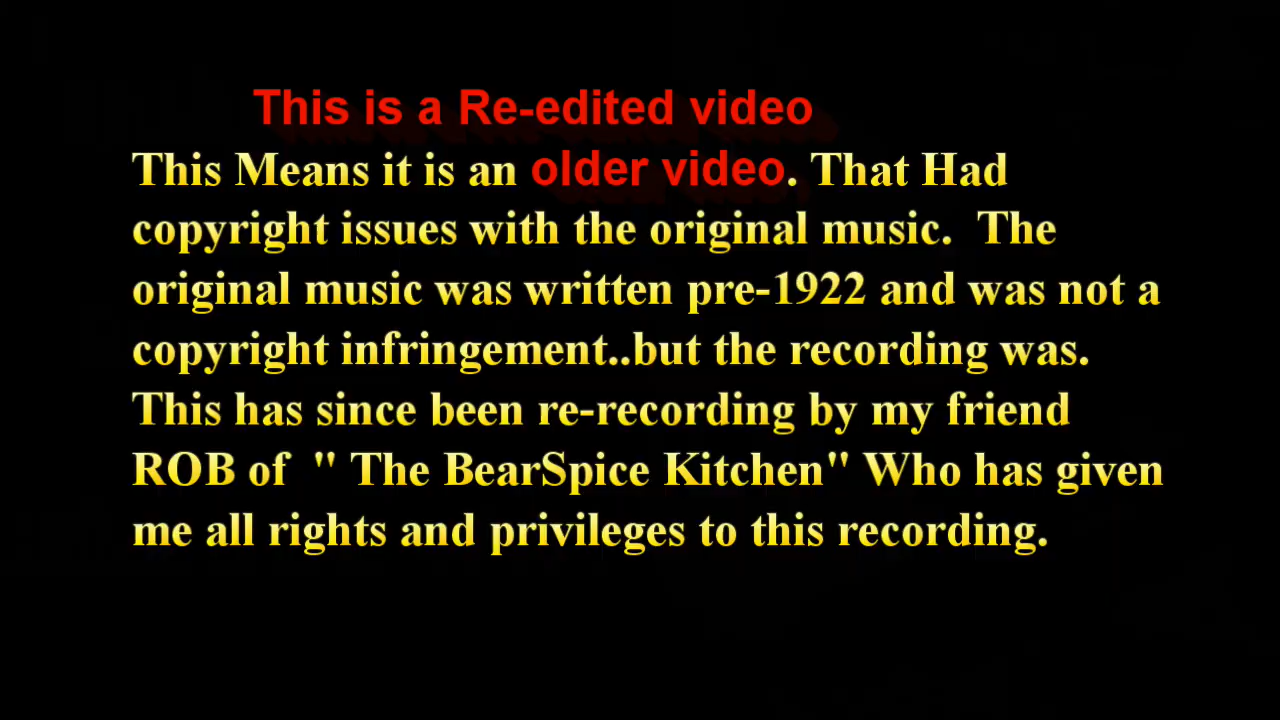 This is a Re-edited video
This Means it is an older video. That Had
copyright issues with the original music.  The
original music was written pre-1922 and was not a
copyright infringement..but the recording was.
This has since been re-recording by my friend
ROB of  " The BearSpice Kitchen" Who has given
me all rights and privileges to this recording.